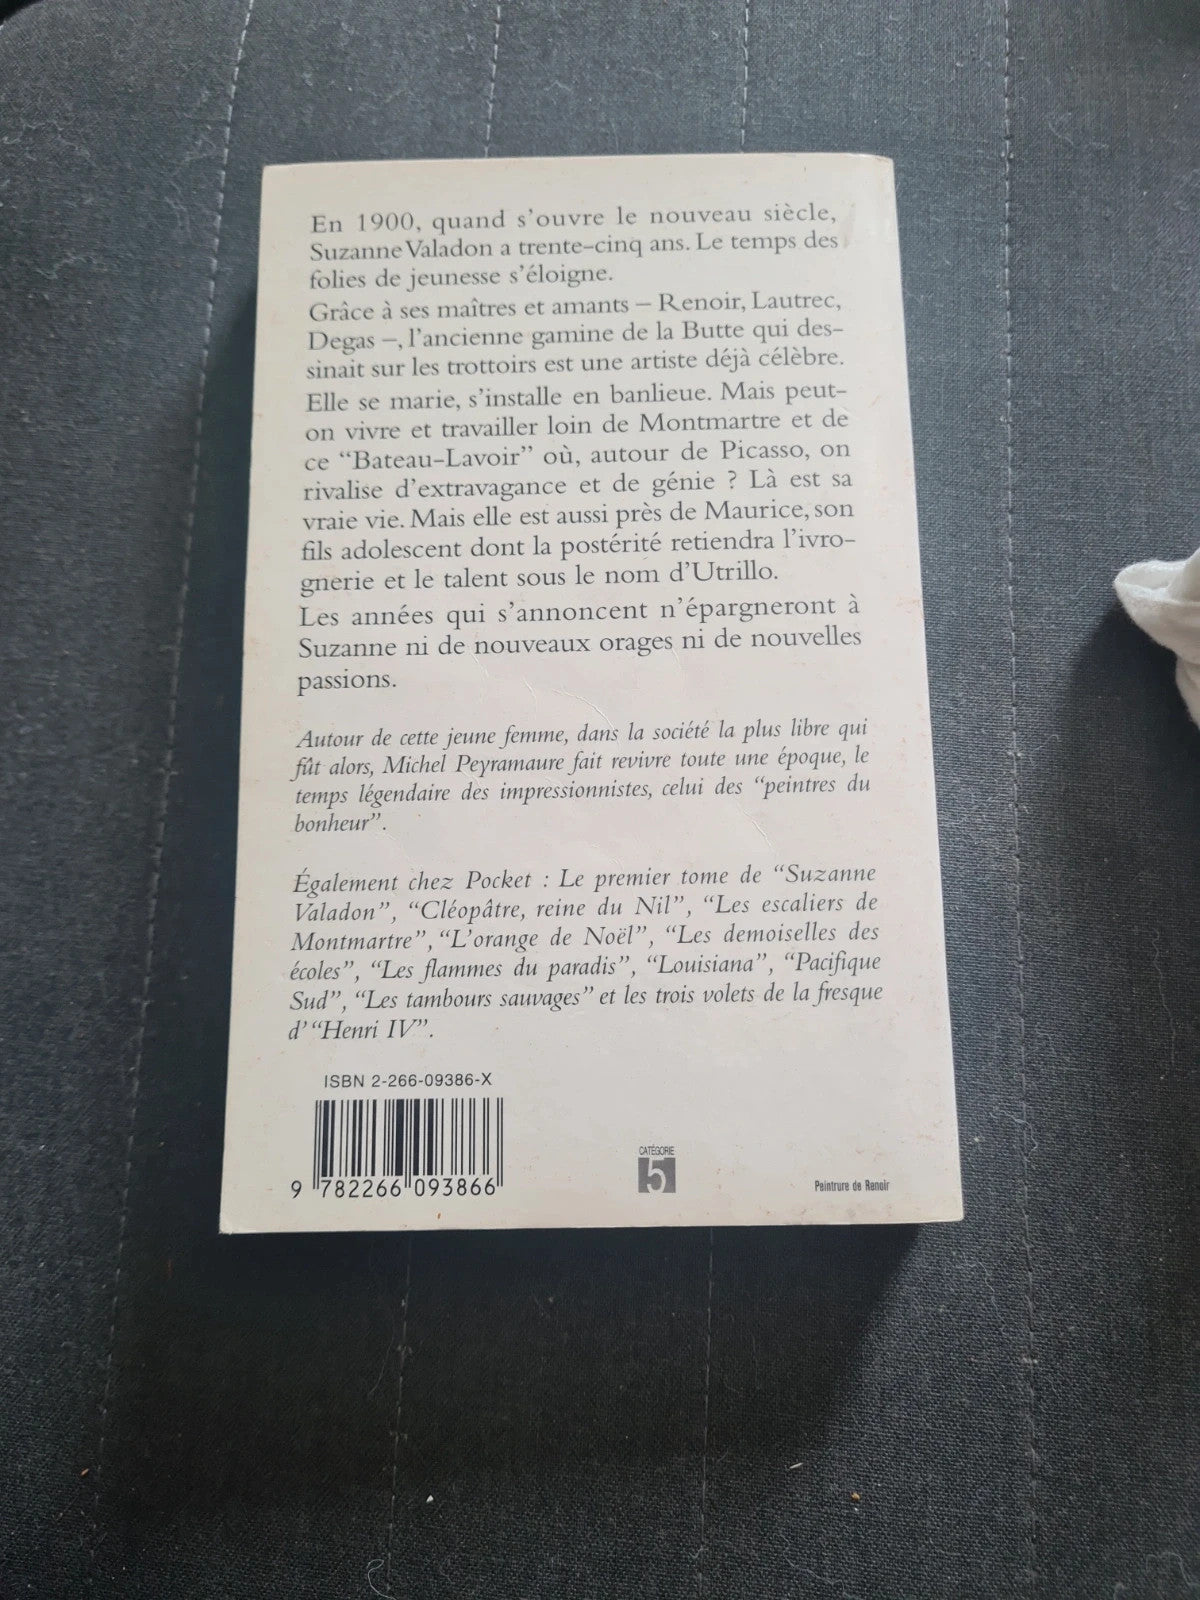 En 1900, quand s'ouvre le nouveau siècle,
Suzanne Valadon a trente-cinq ans. Le temps des
folies de jeunesse s'éloigne.
Grâce à ses maîtres et amants – Renoir, Lautrec,
Degas –, l'ancienne gamine de la Butte qui des-
sinait sur les trottoirs est une artiste déjà célèbre.
Elle se marie, s'installe en banlieue. Mais peut-
on vivre et travailler loin de Montmartre et de
ce “Bateau-Lavoir” où, autour de Picasso, on
rivalise d'extravagance et de génie ? Là est sa
vraie vie. Mais elle est aussi près de Maurice, son
fils adolescent dont la postérité retiendra l'ivro-
gnerie et le talent sous le nom d'Utrillo.
Les années qui s'annoncent n'épargneront à
Suzanne ni de nouveaux orages ni de nouvelles
passions.
Autour de cette jeune femme, dans la société la plus libre qui
fût alors, Michel Peyramaure fait revivre toute une époque, le
temps légendaire des impressionnistes, celui des “peintres du
bonheur”.
Également chez Pocket : Le premier tome de “Suzanne
Valadon”, “Cléopâtre, reine du Nil”, “Les escaliers de
Montmartre”, “L'orange de Noël”, “Les demoiselles des
écoles”, “Les flammes du paradis”, “Louisiana”, “Pacifique
Sud”, “Les tambours sauvages” et les trois volets de la fresque
d'“Henri IV”.
ISBN 2-266-09386-X
9 782266 093866
CATÉGORIE
5
Peintrure de Renoir